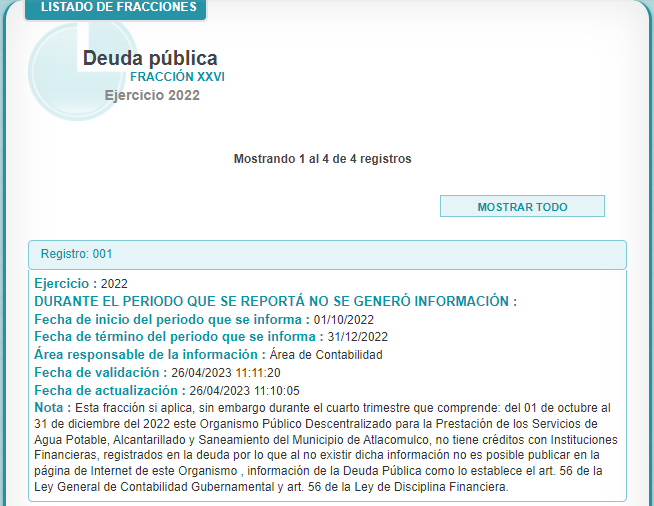 LISTADO DE FRACCIONES
Deuda pública
FRACCIÓN XXVI
Ejercicio 2022
Mostrando 1 al 4 de 4 registros
MOSTRAR TODO
Registro: 001
Ejercicio : 2022
DURANTE EL PERIODO QUE SE REPORTÁ NO SE GENERÓ INFORMACIÓN :
Fecha de inicio del periodo que se informa : 01/10/2022
Fecha de término del periodo que se informa : 31/12/2022
Área responsable de la información : Área de Contabilidad
Fecha de validación : 26/04/2023 11:11:20
Fecha de actualización : 26/04/2023 11:10:05
Nota : Esta fracción si aplica, sin embargo durante el cuarto trimestre que comprende: del 01 de octubre al
31 de diciembre del 2022 este Organismo Público Descentralizado para la Prestación de los Servicios de
Agua Potable, Alcantarillado y Saneamiento del Municipio de Atlacomulco, no tiene créditos con Instituciones
Financieras, registrados en la deuda por lo que al no existir dicha información no es posible publicar en la
página de Internet de este Organismo , información de la Deuda Pública como lo establece el art. 56 de la
Ley General de Contabilidad Gubernamental y art. 56 de la Ley de Disciplina Financiera.